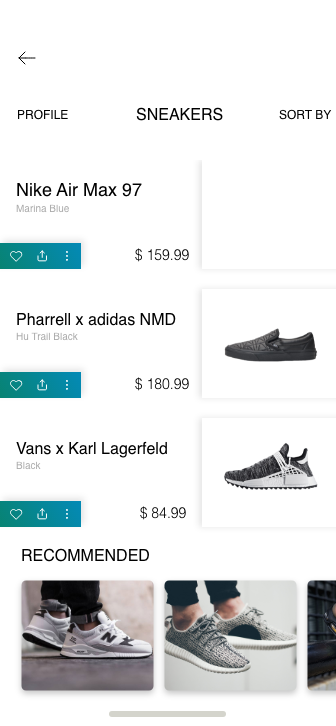 PROFILE
SNEAKERS
SORT BY
Nike Air Max 97
Marina Blue
$ 159.99
Pharrell x adidas NMD
Hu Trail Black
$ 180.99
Vans x Karl Lagerfeld
Black
$ 84.99
RECOMMENDED